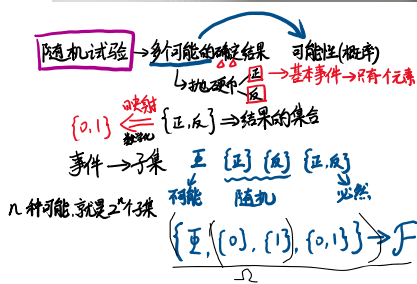 随机试验 → 多个可能的确定结果 可能性(概率)
↳ 抛硬币 正 反 → 基本事件 → 只有个元素
{0,1} ⇐ 映射 数学化 {正,反} ⇒ 结果的集合
事件 → 子集 Φ {正} {反} {正,反}
不可能 随机 必然
n种可能,就是2^n个子集
{Φ, {0}, {1}, {0,1}} → F
Ω